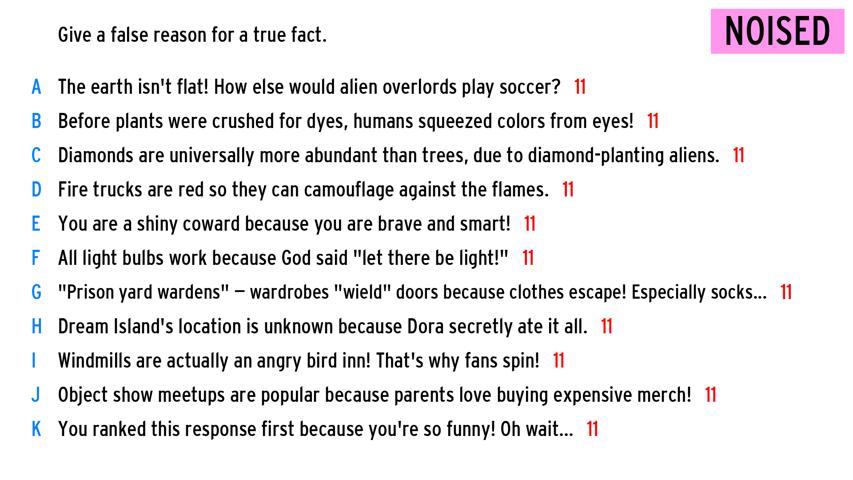 Give a false reason for a true fact.
NOISED
A The earth isn't flat! How else would alien overlords play soccer? 11
B Before plants were crushed for dyes, humans squeezed colors from eyes! 11
C Diamonds are universally more abundant than trees, due to diamond-planting aliens. 11
D Fire trucks are red so they can camouflage against the flames. 11
E You are a shiny coward because you are brave and smart! 11
F All light bulbs work because God said "let there be light!" 11
G "Prison yard wardens" – wardrobes "wield" doors because clothes escape! Especially socks... 11
H Dream Island's location is unknown because Dora secretly ate it all. 11
I Windmills are actually an angry bird inn! That's why fans spin! 11
J Object show meetups are popular because parents love buying expensive merch! 11
K You ranked this response first because you're so funny! Oh wait... 11